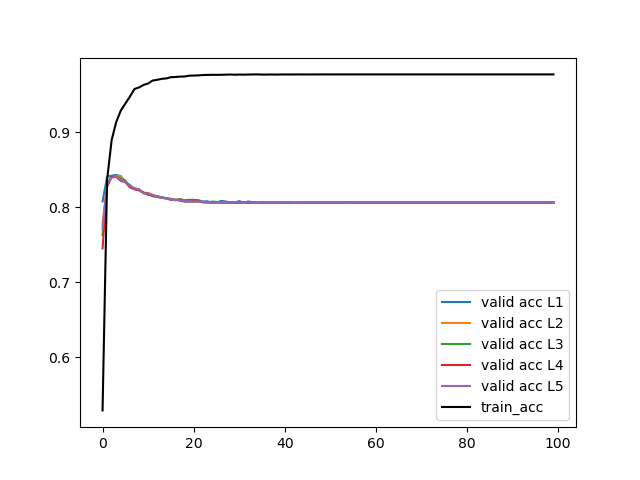 0.9
0.8
0.7
0.6
0
20
40
60
80
100
valid acc L1
valid acc L2
valid acc L3
valid acc L4
valid acc L5
train_acc